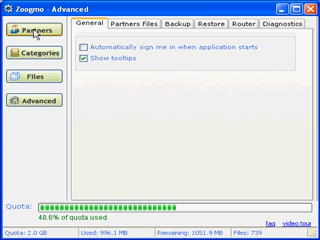 Zoogmo - Advanced
Partners
Categories
Files
Advanced
General Partners Files Backup Restore Router Diagnostics
Automatically sign me in when application starts
Show tooltips
Quota:
48.6% of quota used
faq video tour
Quota: 2.0 GB Used: 996.1 MB Remaining: 1051.9 MB Files: 739